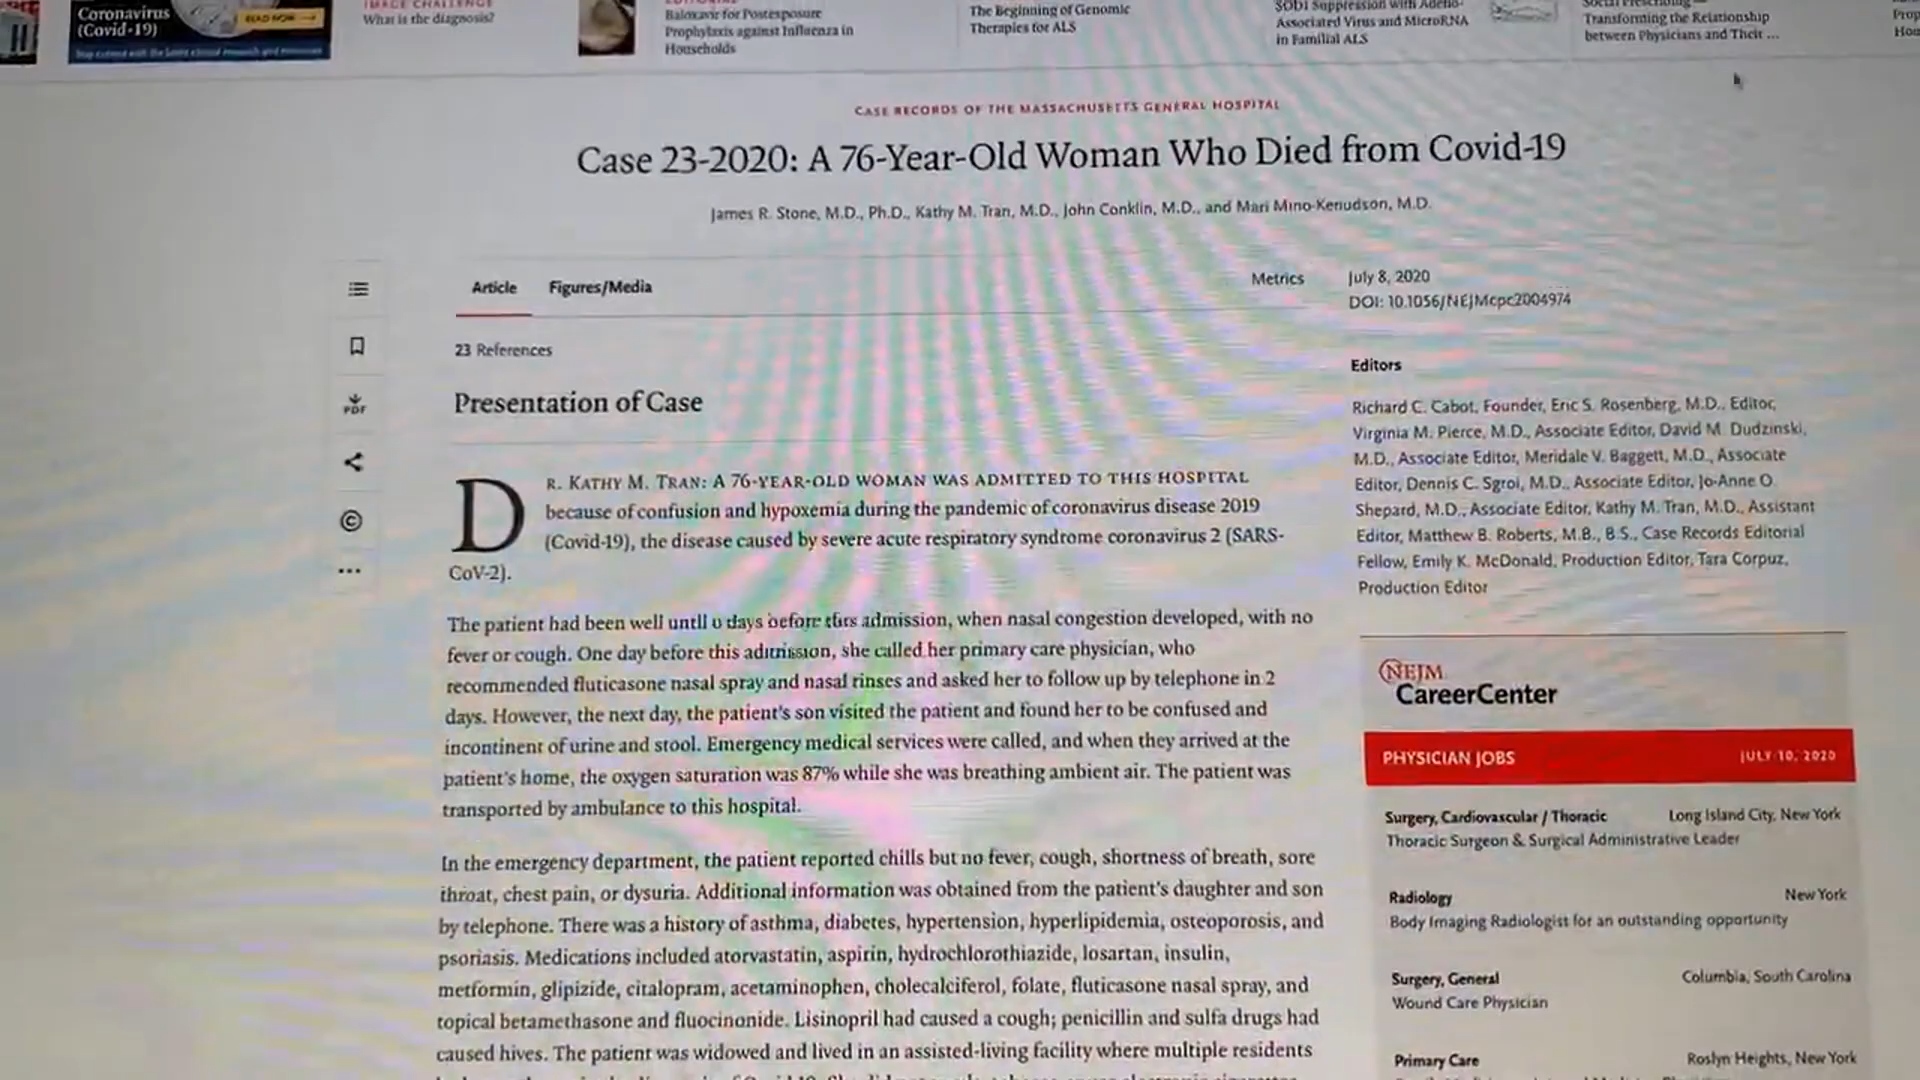 Coronavirus
(Covid-19)
READ NOW
IMAGE CHALLENGE
What is the diagnosis?
EDITORIAL
Baloxavir for Postexposure
Prophylaxis against Influenza in
Households
The Beginning of Genomic
Therapies for ALS
SOD1 Suppression with Adeno-
Associated Virus and MicroRNA
in Familial ALS
Transforming the Relationship
between Physicians and Their ...
CASE RECORDS OF THE MASSACHUSETTS GENERAL HOSPITAL
Case 23-2020: A 76-Year-Old Woman Who Died from Covid-19
James R. Stone, M.D., Ph.D., Kathy M. Tran, M.D., John Conklin, M.D., and Mari Mino-Kenudson, M.D.
Article Figures/Media
Metrics
July 8, 2020
DOI: 10.1056/NEJMcpc2004974
23 References
PDF
Presentation of Case
DR. KATHY M. TRAN: A 76-YEAR-OLD WOMAN WAS ADMITTED TO THIS HOSPITAL
because of confusion and hypoxemia during the pandemic of coronavirus disease 2019
(Covid-19), the disease caused by severe acute respiratory syndrome coronavirus 2 (SARS-
CoV-2).
The patient had been well until days before this admission, when nasal congestion developed, with no
fever or cough. One day before this admission, she called her primary care physician, who
recommended fluticasone nasal spray and nasal rinses and asked her to follow up by telephone in 2
days. However, the next day, the patient's son visited the patient and found her to be confused and
incontinent of urine and stool. Emergency medical services were called, and when they arrived at the
patient's home, the oxygen saturation was 87% while she was breathing ambient air. The patient was
transported by ambulance to this hospital.
In the emergency department, the patient reported chills but no fever, cough, shortness of breath, sore
throat, chest pain, or dysuria. Additional information was obtained from the patient's daughter and son
by telephone. There was a history of asthma, diabetes, hypertension, hyperlipidemia, osteoporosis, and
psoriasis. Medications included atorvastatin, aspirin, hydrochlorothiazide, losartan, insulin,
metformin, glipizide, citalopram, acetaminophen, cholecalciferol, folate, fluticasone nasal spray, and
topical betamethasone and fluocinonide. Lisinopril had caused a cough; penicillin and sulfa drugs had
caused hives. The patient was widowed and lived in an assisted-living facility where multiple residents
Editors
Richard C. Cabot, Founder, Eric S. Rosenberg, M.D., Editor,
Virginia M. Pierce, M.D., Associate Editor, David M. Dudzinski,
M.D., Associate Editor, Meridale V. Baggett, M.D., Associate
Editor, Dennis C. Sgroi, M.D., Associate Editor, Jo-Anne O.
Shepard, M.D., Associate Editor, Kathy M. Tran, M.D., Assistant
Editor, Matthew B. Roberts, M.B., B.S., Case Records Editorial
Fellow, Emily K. McDonald, Production Editor, Tara Corpuz,
Production Editor
NEJM
CareerCenter
PHYSICIAN JOBS JULY 10, 2020
Surgery, Cardiovascular / Thoracic Long Island City, New York
Thoracic Surgeon & Surgical Administrative Leader
Radiology New York
Body Imaging Radiologist for an outstanding opportunity
Surgery, General Columbia, South Carolina
Wound Care Physician
Primary Care Roslyn Heights, New York